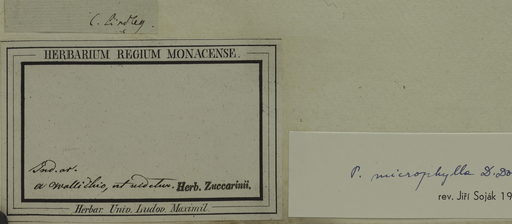 C. Lindley.
HERBARIUM REGIUM MONACENSE.
Ind. or.
a Wallichio, ut videtur. Herb. Zuccarinii.
Herbar. Univ. Ludov. Maximil.
P. microphylla D. Do
rev. Jiří Soják 19